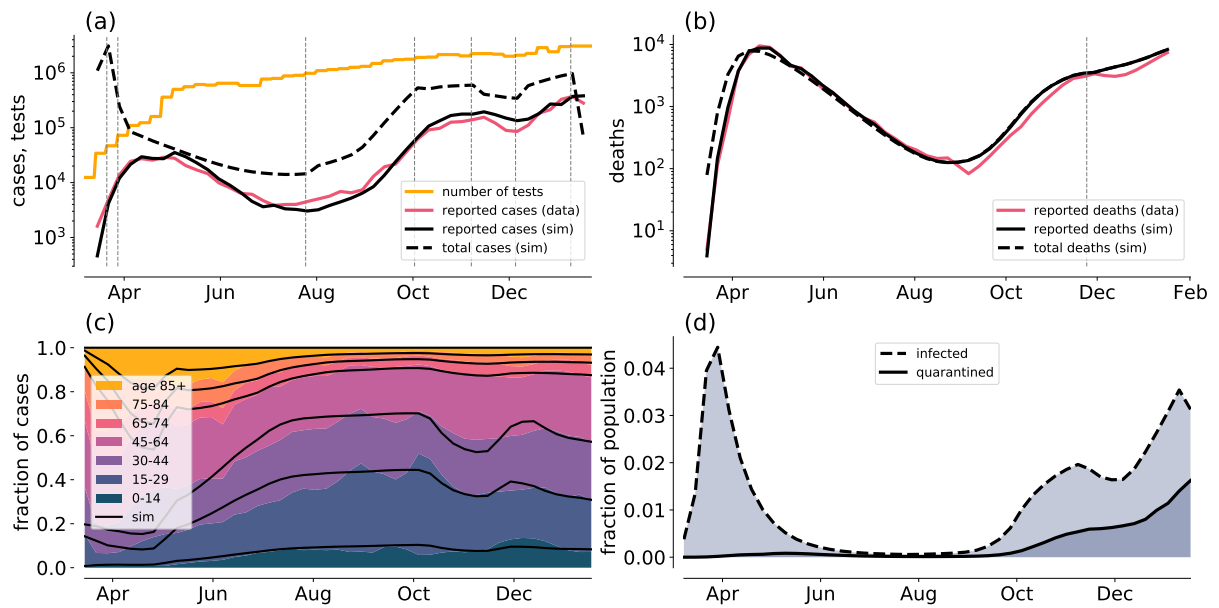 (a)
cases, tests
10^6
10^5
10^4
10^3
number of tests
reported cases (data)
reported cases (sim)
total cases (sim)
Apr Jun Aug Oct Dec
(b)
deaths
10^4
10^3
10^2
10^1
reported deaths (data)
reported deaths (sim)
total deaths (sim)
Apr Jun Aug Oct Dec Feb
(c)
fraction of cases
1.0
0.8
0.6
0.4
0.2
0.0
age 85+
75-84
65-74
45-64
30-44
15-29
0-14
sim
Apr Jun Aug Oct Dec
(d)
fraction of population
0.04
0.03
0.02
0.01
0.00
infected
quarantined
Apr Jun Aug Oct Dec